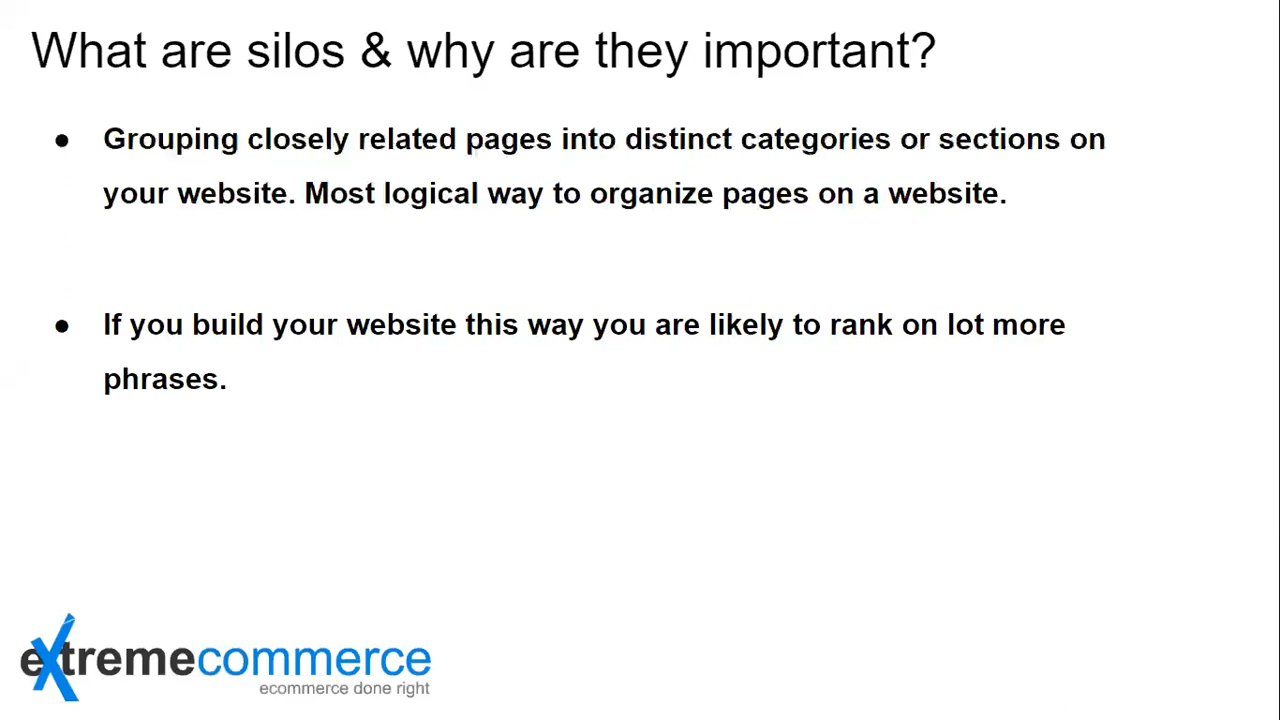 What are silos & why are they important?
● Grouping closely related pages into distinct categories or sections on
your website. Most logical way to organize pages on a website.
● If you build your website this way you are likely to rank on lot more
phrases.
extremecommerce
ecommerce done right